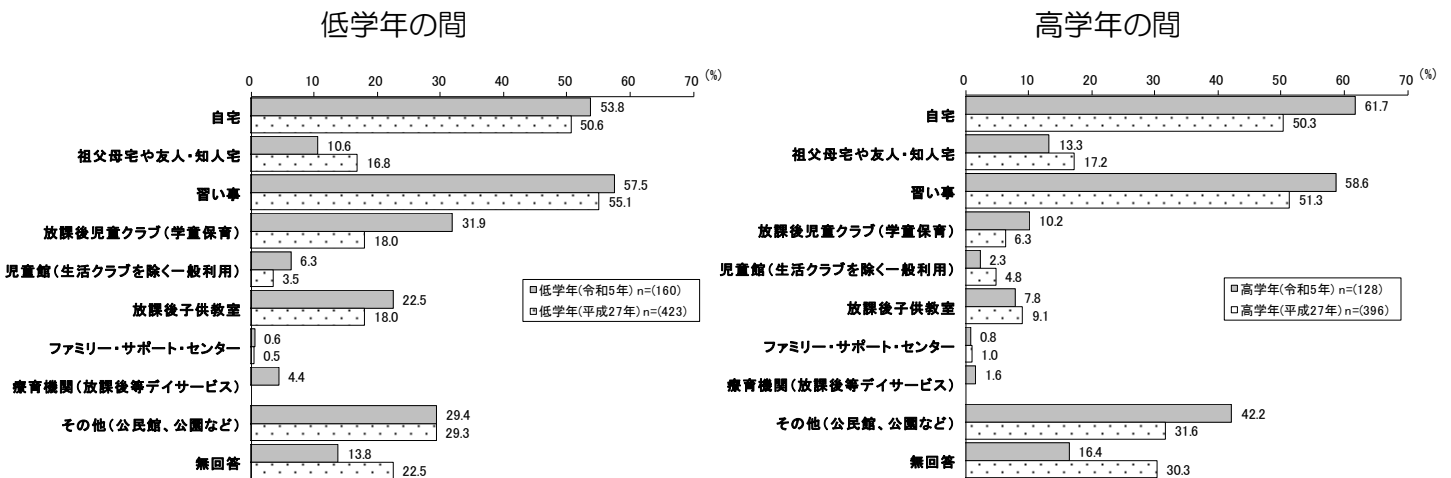 低学年の間
0 10 20 30 40 50 60 70 (%)
自宅 53.8
50.6
祖父母宅や友人・知人宅 10.6
16.8
習い事 57.5
55.1
放課後児童クラブ（学童保育） 31.9
18.0
児童館（生活クラブを除く一般利用） 6.3
3.5
放課後子供教室 22.5
18.0
ファミリー・サポート・センター 0.6
0.5
療育機関（放課後等デイサービス） 4.4
その他（公民館、公園など） 29.4
29.3
無回答 13.8
22.5
低学年(令和5年) n=(160)
低学年(平成27年) n=(423)
高学年の間
0 10 20 30 40 50 60 70 (%)
自宅 61.7
50.3
祖父母宅や友人・知人宅 13.3
17.2
習い事 58.6
51.3
放課後児童クラブ（学童保育） 10.2
6.3
児童館（生活クラブを除く一般利用） 2.3
4.8
放課後子供教室 7.8
9.1
ファミリー・サポート・センター 0.8
1.0
療育機関（放課後等デイサービス） 1.6
その他（公民館、公園など） 42.2
31.6
無回答 16.4
30.3
高学年(令和5年) n=(128)
高学年(平成27年) n=(396)